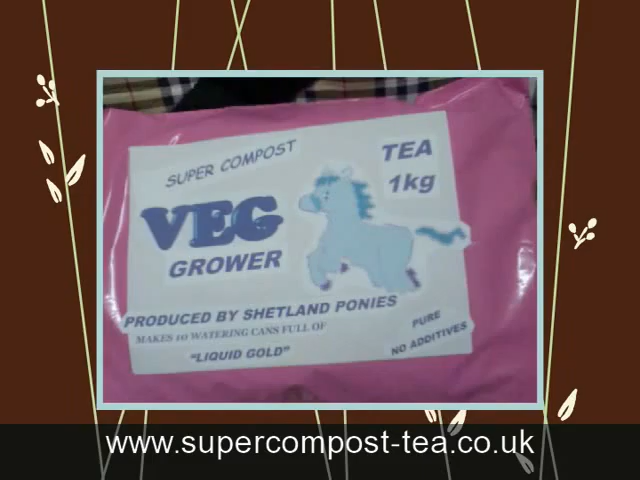 SUPER COMPOST
TEA
1kg
VEG
GROWER
PRODUCED BY SHETLAND PONIES
MAKES 10 WATERING CANS FULL OF
"LIQUID GOLD"
PURE
NO ADDITIVES
www.supercompost-tea.co.uk